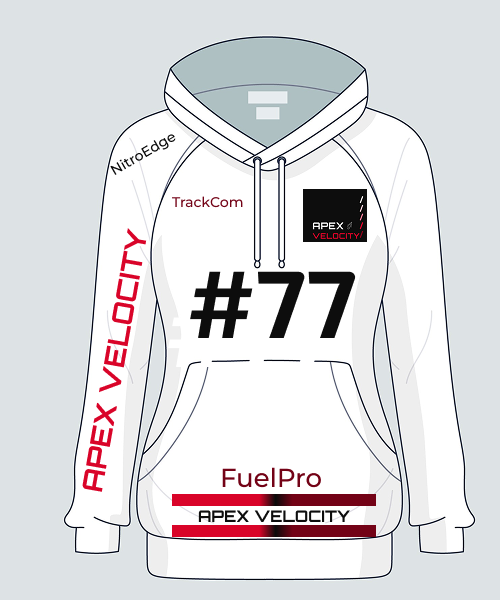 NitroEdge
TrackCom
APEX
VELOCITY
#77
APEX VELOCITY
FuelPro
APEX VELOCITY